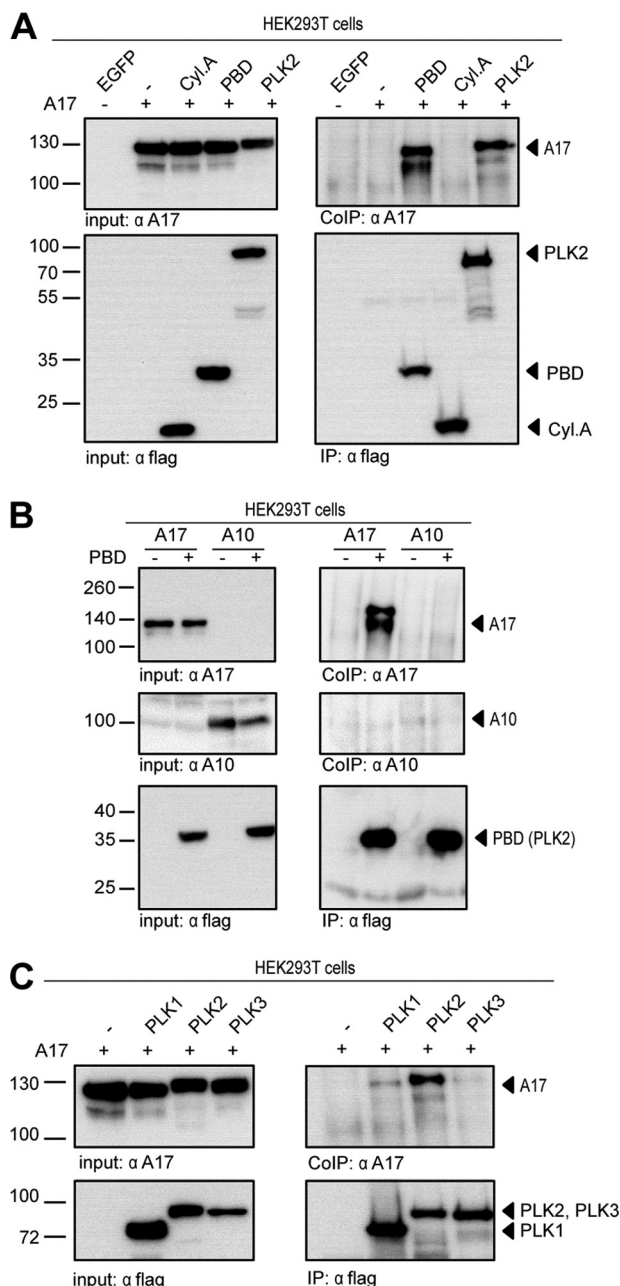 A
HEK293T cells
EGFP - Cyl.A PBD PLK2
EGFP - PBD Cyl.A PLK2
A17 - + + + +
- + + + +
130
100
A17
input: α A17
CoIP: α A17
100
70
55
35
25
PLK2
PBD
Cyl.A
input: α flag
IP: α flag
B
HEK293T cells
A17 A10
A17 A10
PBD - + - +
- + - +
260
140
100
A17
input: α A17
CoIP: α A17
100
A10
input: α A10
CoIP: α A10
40
35
25
PBD (PLK2)
input: α flag
IP: α flag
C
HEK293T cells
- PLK1 PLK2 PLK3
- PLK1 PLK2 PLK3
A17 + + + +
+ + + +
130
100
A17
input: α A17
CoIP: α A17
100
72
PLK2, PLK3
PLK1
input: α flag
IP: α flag